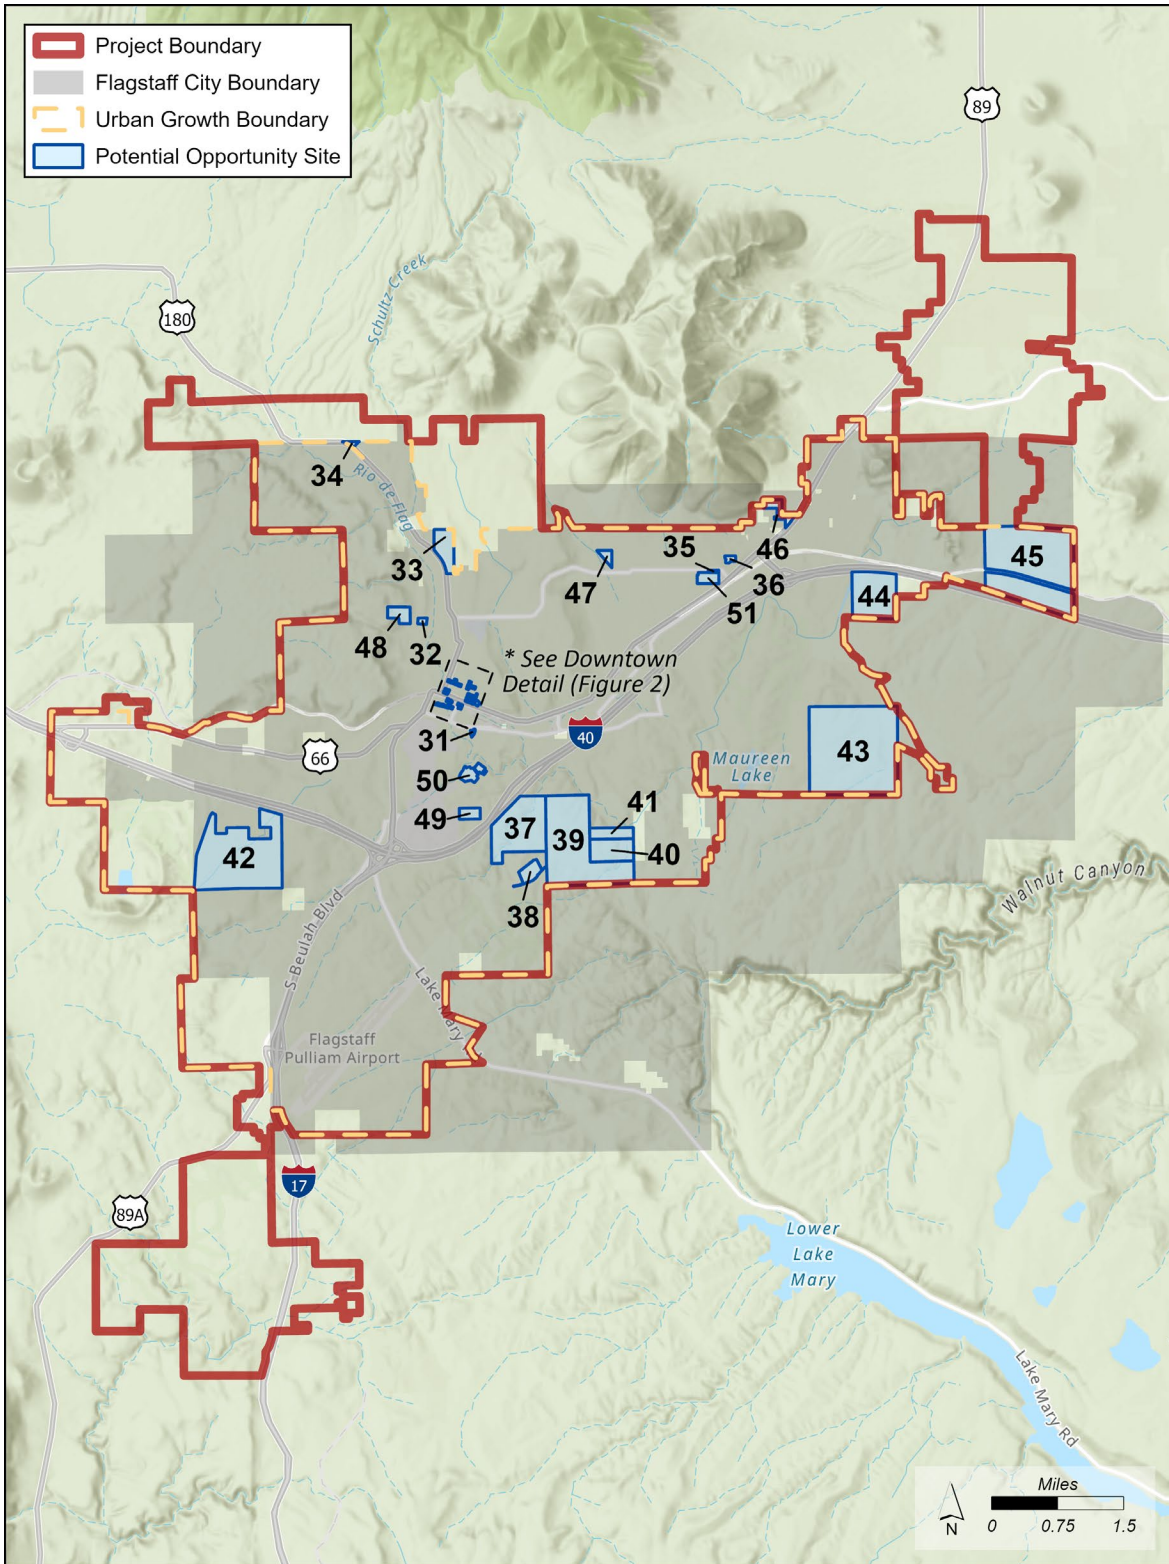 Project Boundary
Flagstaff City Boundary
Urban Growth Boundary
Potential Opportunity Site
89
180
Schultz Creek
34
Rio de Flag
33
35
46
45
47
36
51
44
48
32
* See Downtown
Detail (Figure 2)
31
40
66
50
Maureen
Lake
43
49
37
41
39
40
42
38
Walnut Canyon
S Beulah Blvd
Lake Mary
Flagstaff
Pulliam Airport
17
89A
Lower
Lake
Mary
Lake Mary Rd
Miles
N
0 0.75 1.5